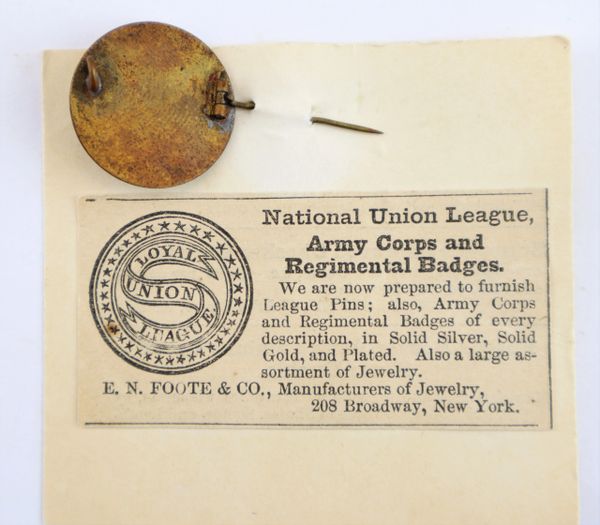 LOYAL
UNION
LEAGUE
National Union League,
Army Corps and
Regimental Badges.
We are now prepared to furnish
League Pins; also, Army Corps
and Regimental Badges of every
description, in Solid Silver, Solid
Gold, and Plated. Also a large as-
sortment of Jewelry.
E. N. FOOTE & CO., Manufacturers of Jewelry,
208 Broadway, New York.